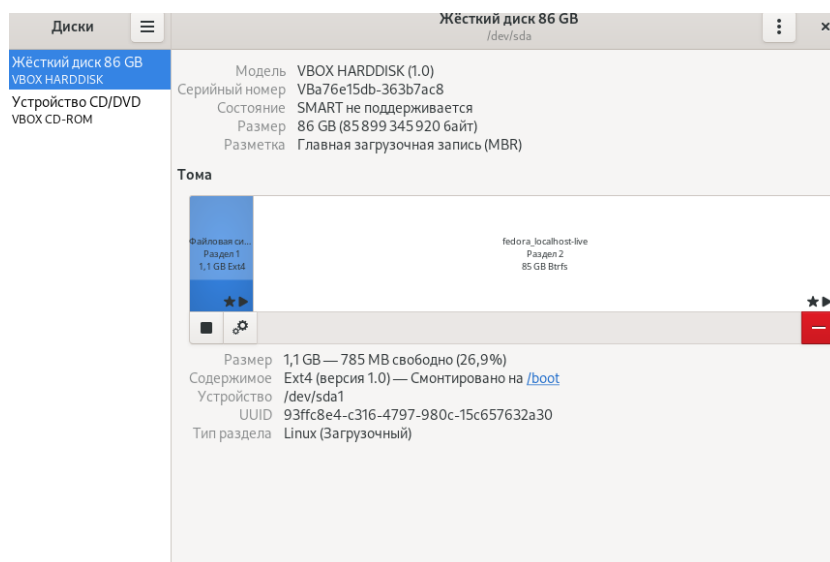 Диски
Жёсткий диск 86 GB
/dev/sda
Жёсткий диск 86 GB
VBOX HARDDISK
Устройство CD/DVD
VBOX CD-ROM
Модель VBOX HARDDISK (1.0)
Серийный номер VBa76e15db-363b7ac8
Состояние SMART не поддерживается
Размер 86 GB (85 899 345 920 байт)
Разметка Главная загрузочная запись (MBR)
Тома
Файловая си...
Раздел 1
1,1 GB Ext4
fedora_localhost-live
Раздел 2
85 GB Btrfs
Размер 1,1 GB — 785 MB свободно (26,9%)
Содержимое Ext4 (версия 1.0) — Смонтировано на /boot
Устройство /dev/sda1
UUID 93ffc8e4-c316-4797-980c-15c657632a30
Тип раздела Linux (Загрузочный)